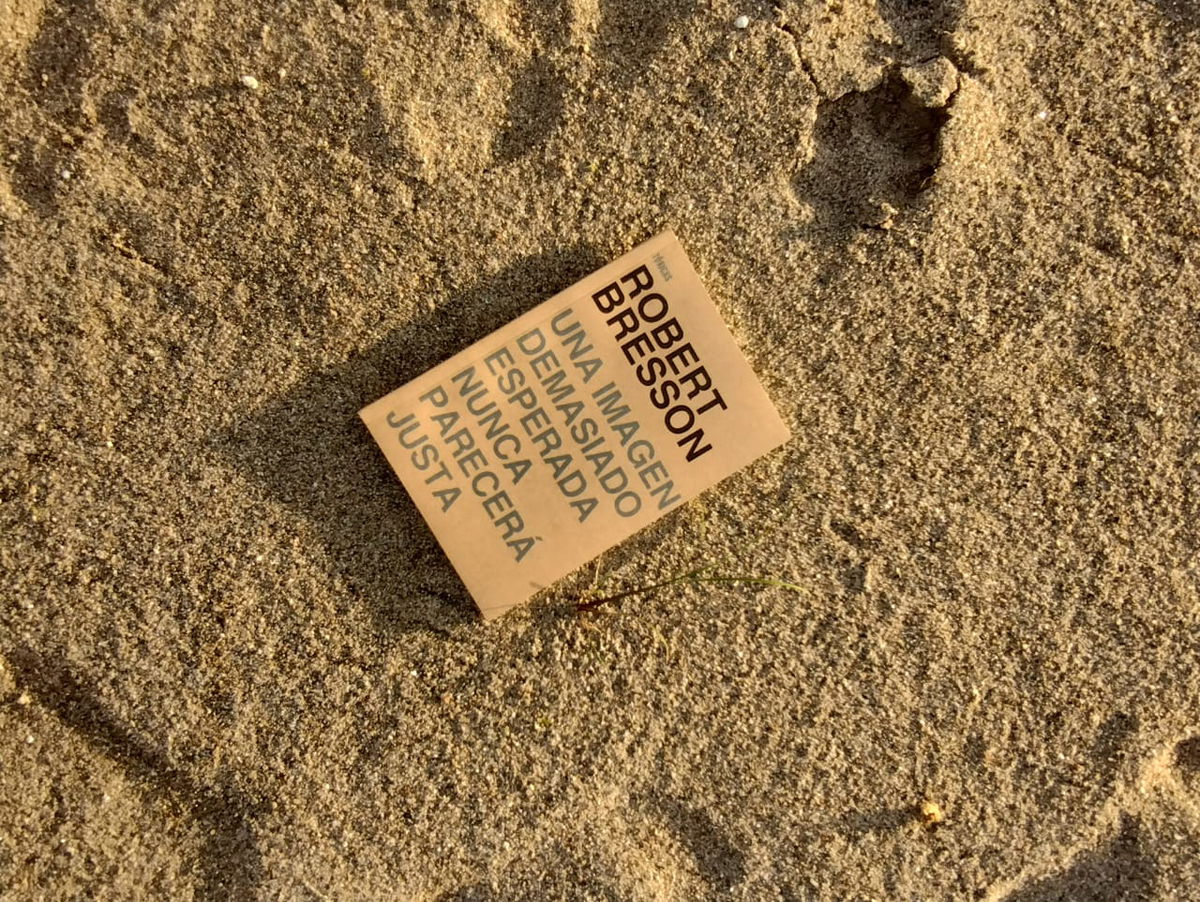 ROBERT
BRESSON
UNA IMAGEN
DEMASIADO
ESPERADA
NUNCA
PARECERÁ
JUSTA